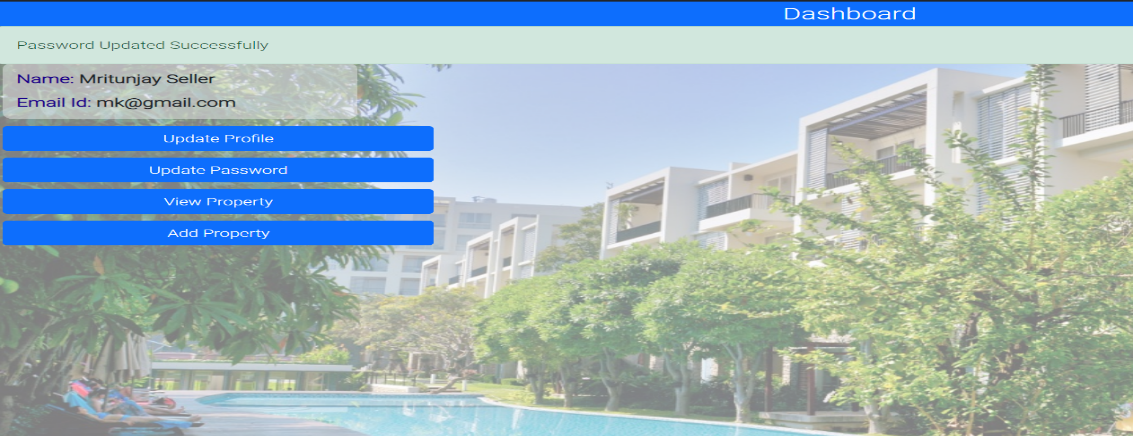 Dashboard
Password Updated Successfully
Name: Mritunjay Seller
Email Id: mk@gmail.com
Update Profile
Update Password
View Property
Add Property